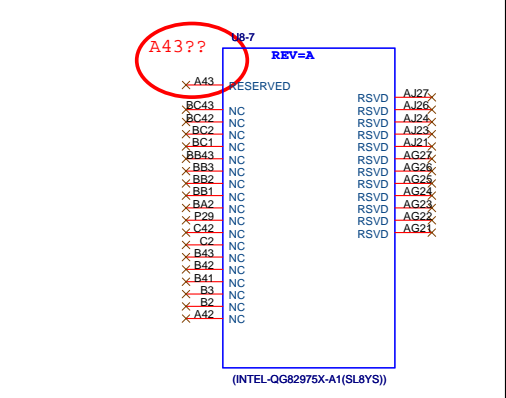 A43??
U8-7
REV=A
A43 RESERVED
RSVD AJ27
BC43 NC RSVD AJ26
BC42 NC RSVD AJ24
BC2 NC RSVD AJ23
BC1 NC RSVD AJ21
BB43 NC RSVD AG27
BB3 NC RSVD AG26
BB2 NC RSVD AG25
BB1 NC RSVD AG24
BA2 NC RSVD AG23
P29 NC RSVD AG22
C42 NC RSVD AG21
C2 NC
B43 NC
B42 NC
B41 NC
B3 NC
B2 NC
A42 NC
(INTEL-QG82975X-A1(SL8YS))